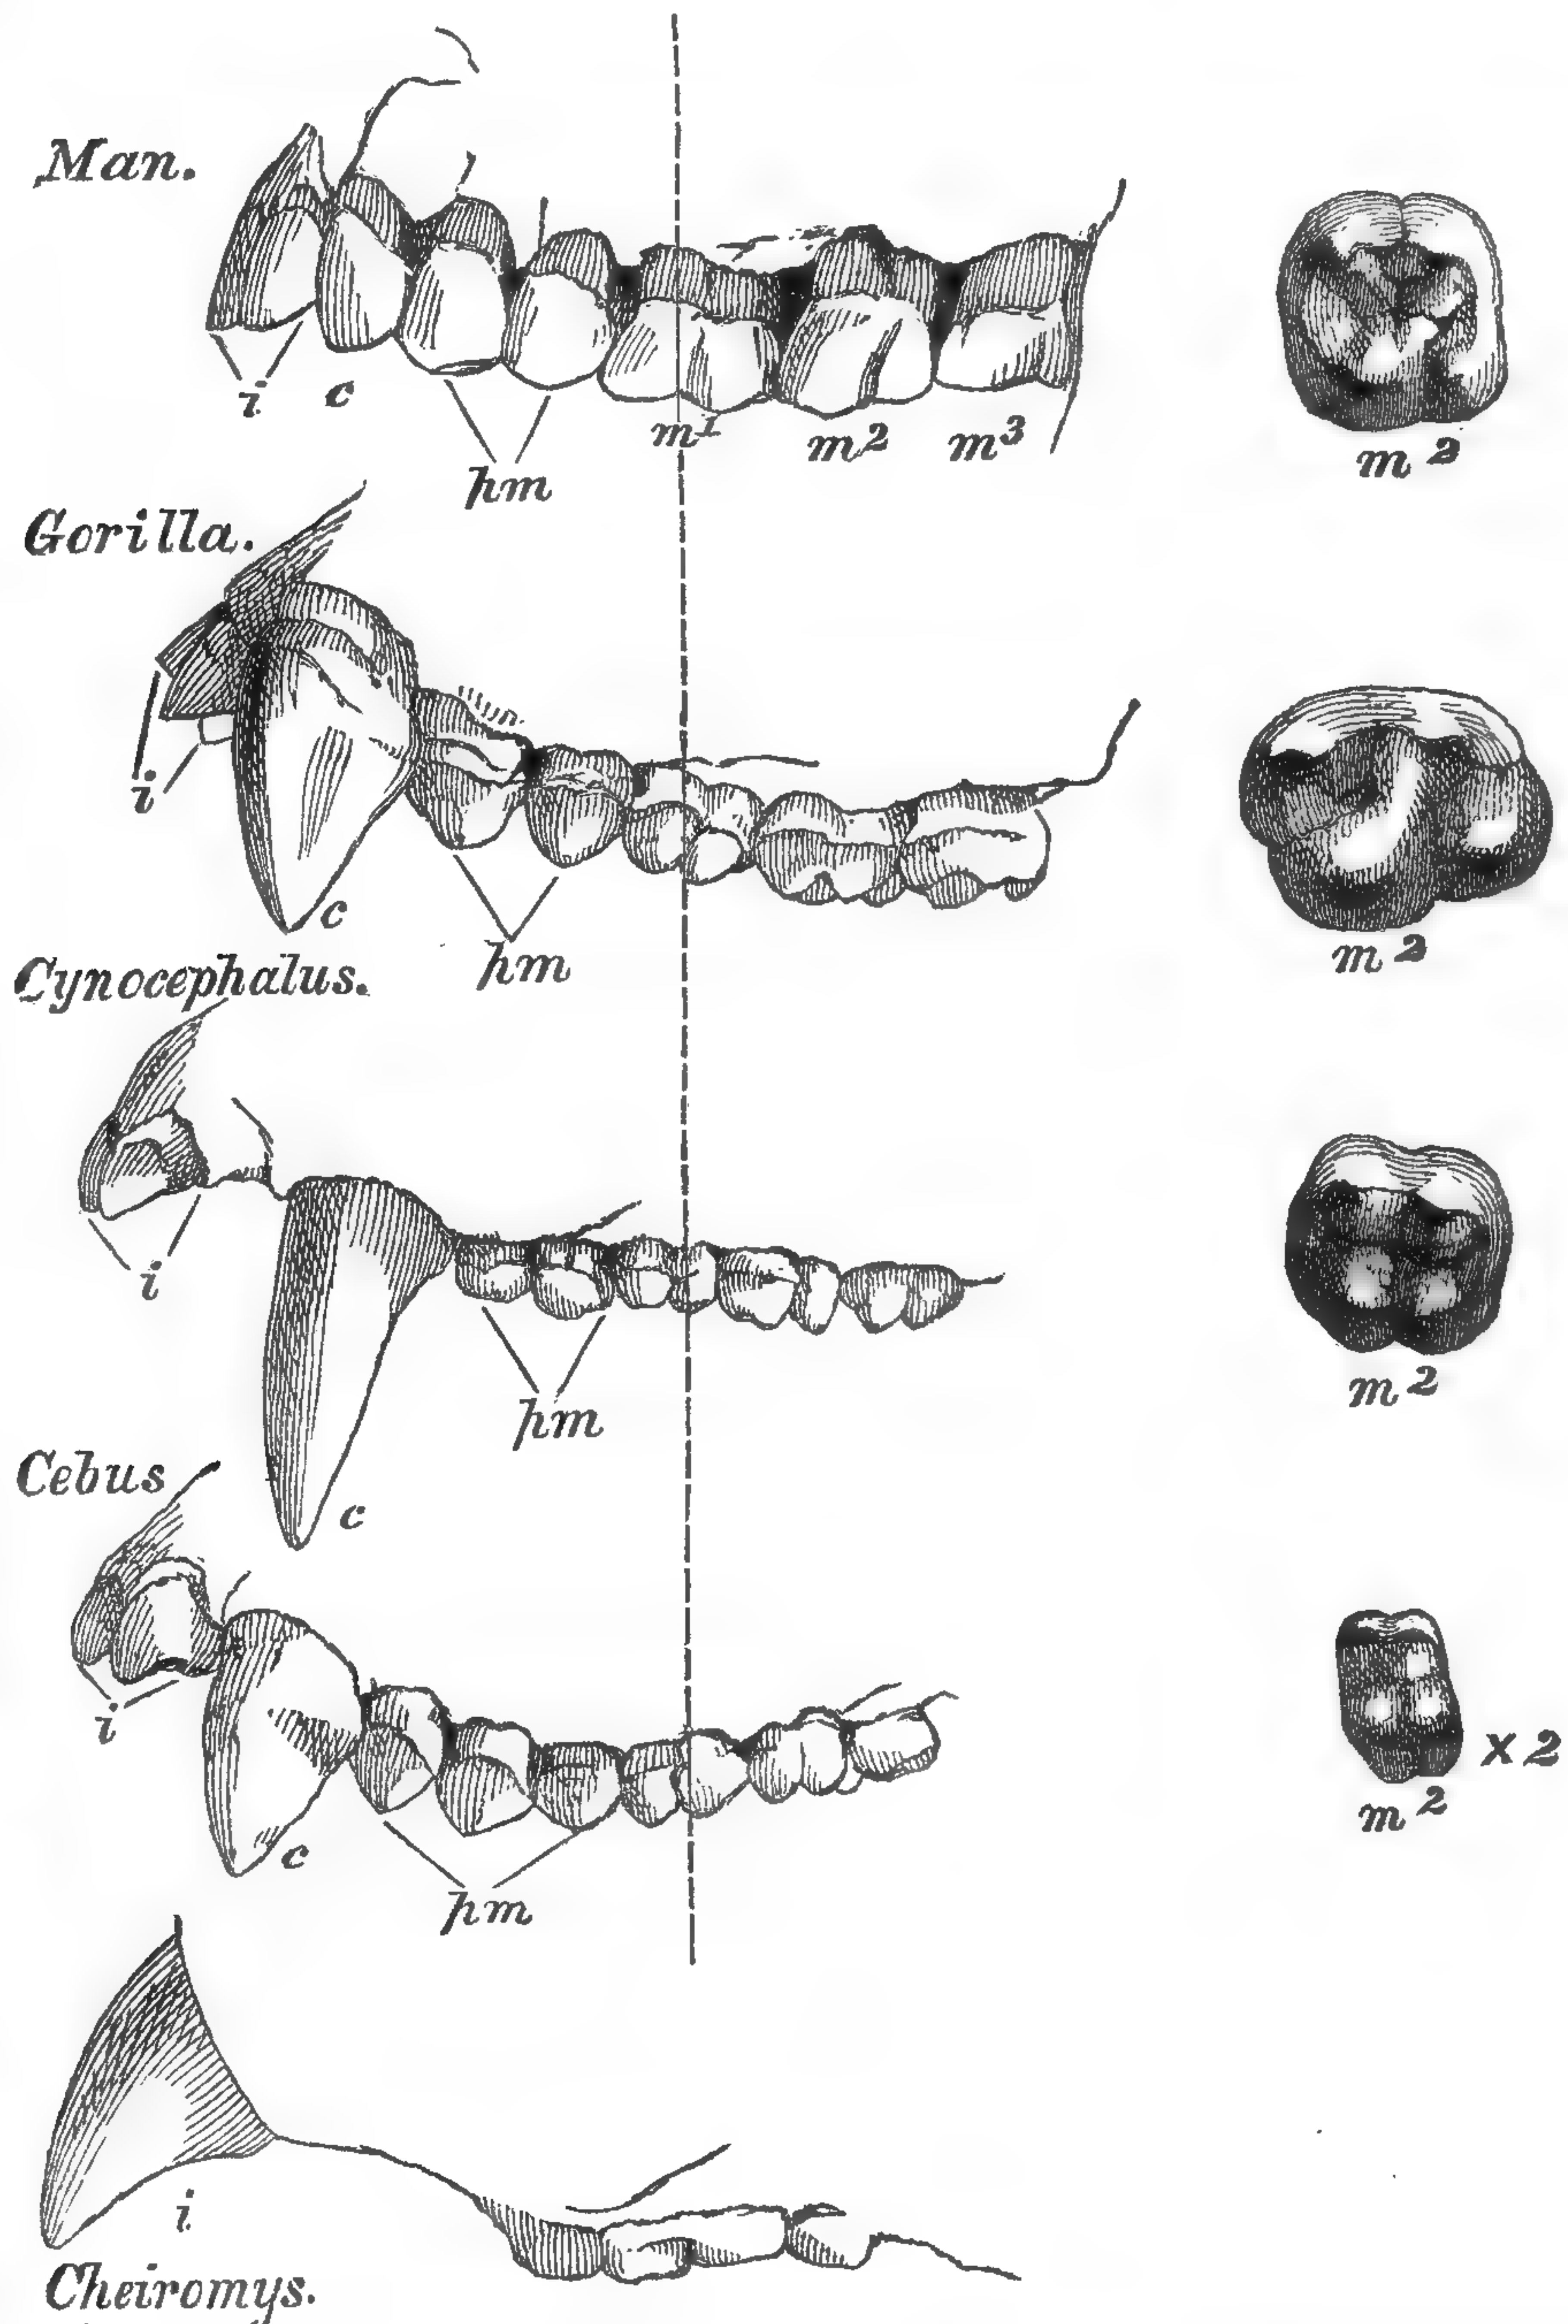 Man.
i c pm m1 m2 m3
m2
Gorilla.
i c pm
m2
Cynocephalus.
i c pm
m2
Cebus
i c pm
m2 ×2
i
Cheiromys.